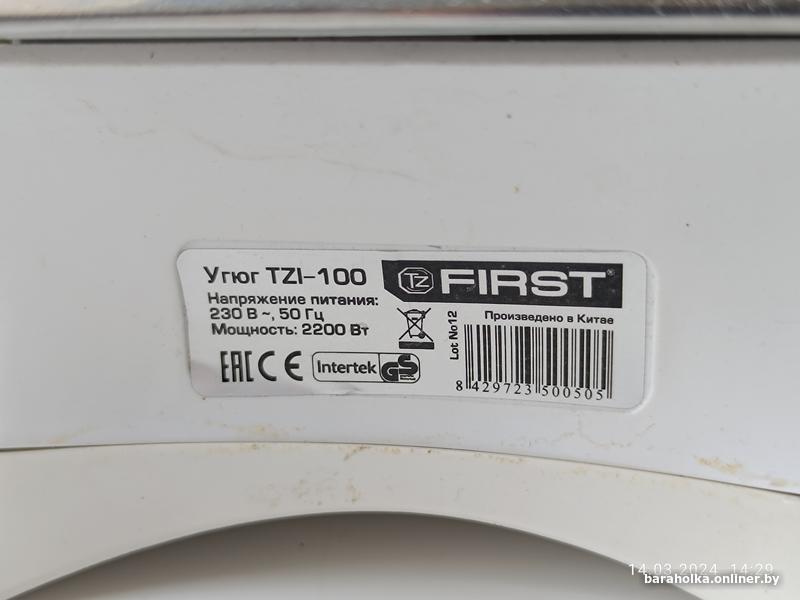 Утюг TZI-100
TZ FIRST®
Напряжение питания:
230 В ~, 50 Гц
Мощность: 2200 Вт
Произведено в Китае
Lot No12
EAC CE Intertek GS
8 429723 500505
14.03.2024 14:29
baraholka.onliner.by